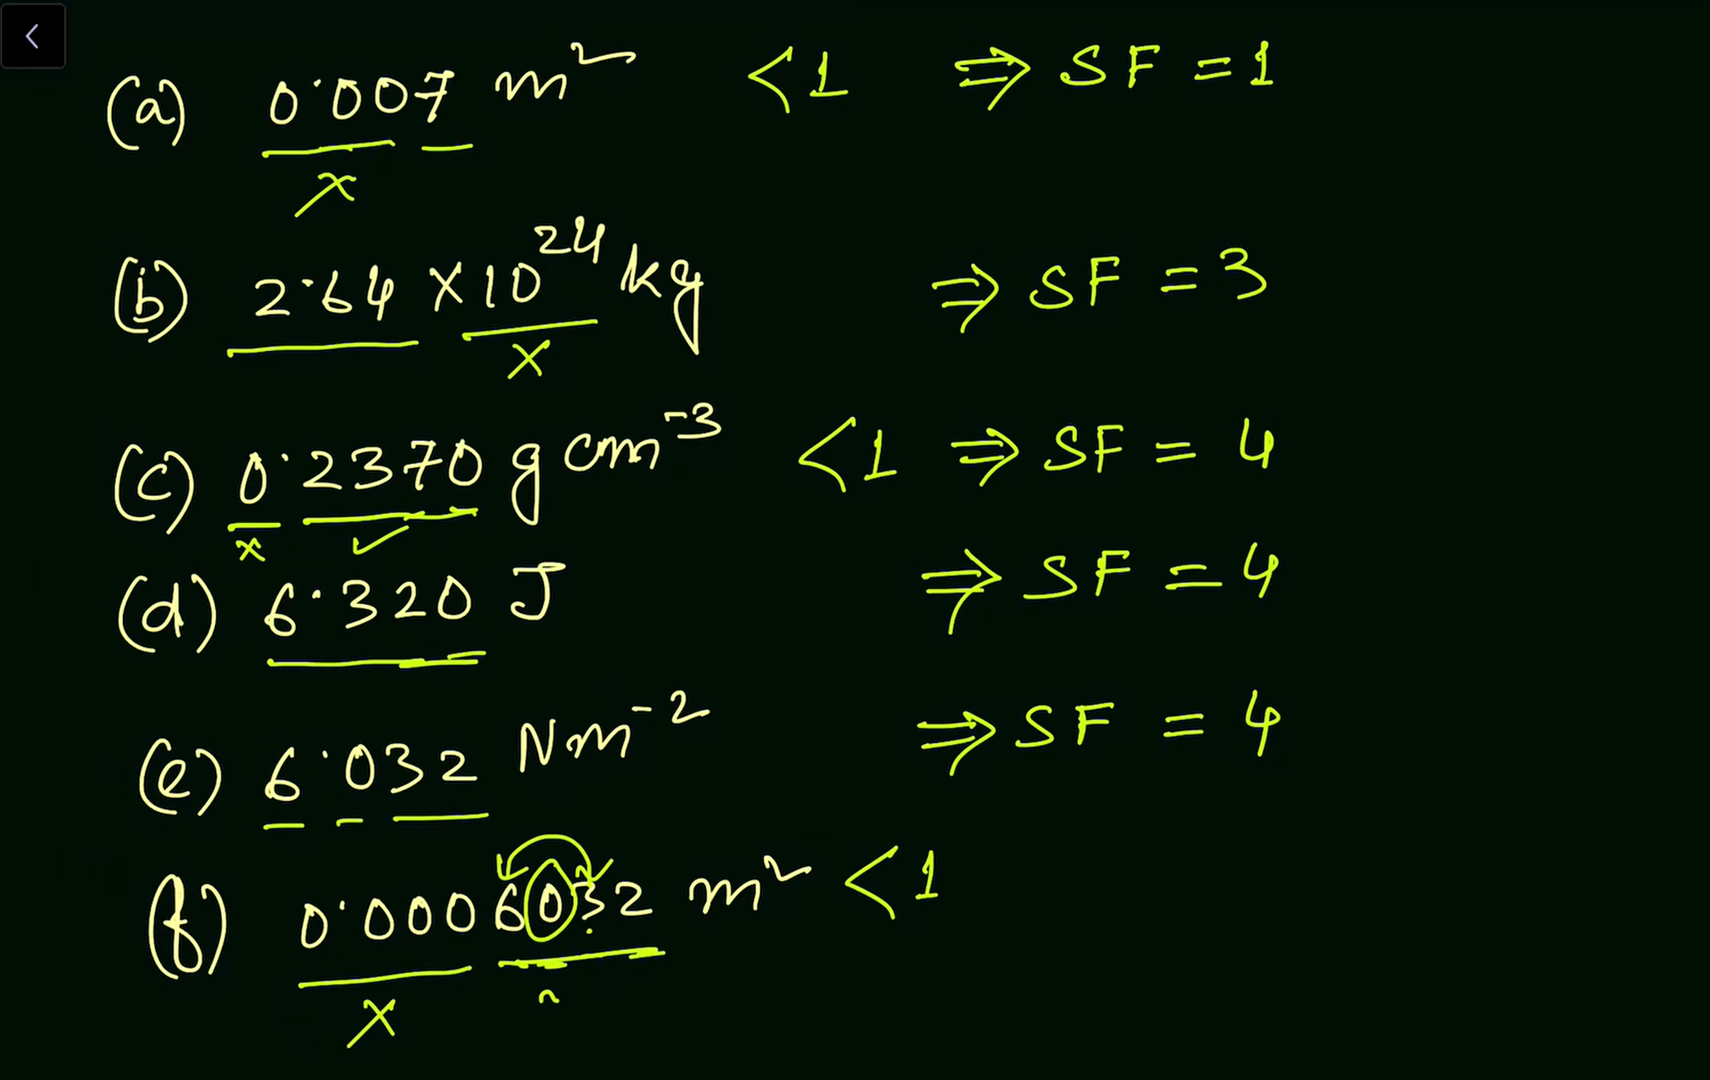 (a) 0.007 m² <1 ⇒ SF = 1
x
(b) 2.64 × 10²⁴ kg ⇒ SF = 3
x
(c) 0.2370 g cm⁻³ <1 ⇒ SF = 4
x ✓
(d) 6.320 J ⇒ SF = 4
(e) 6.032 Nm⁻² ⇒ SF = 4
(f) 0.0006032 m² <1
x